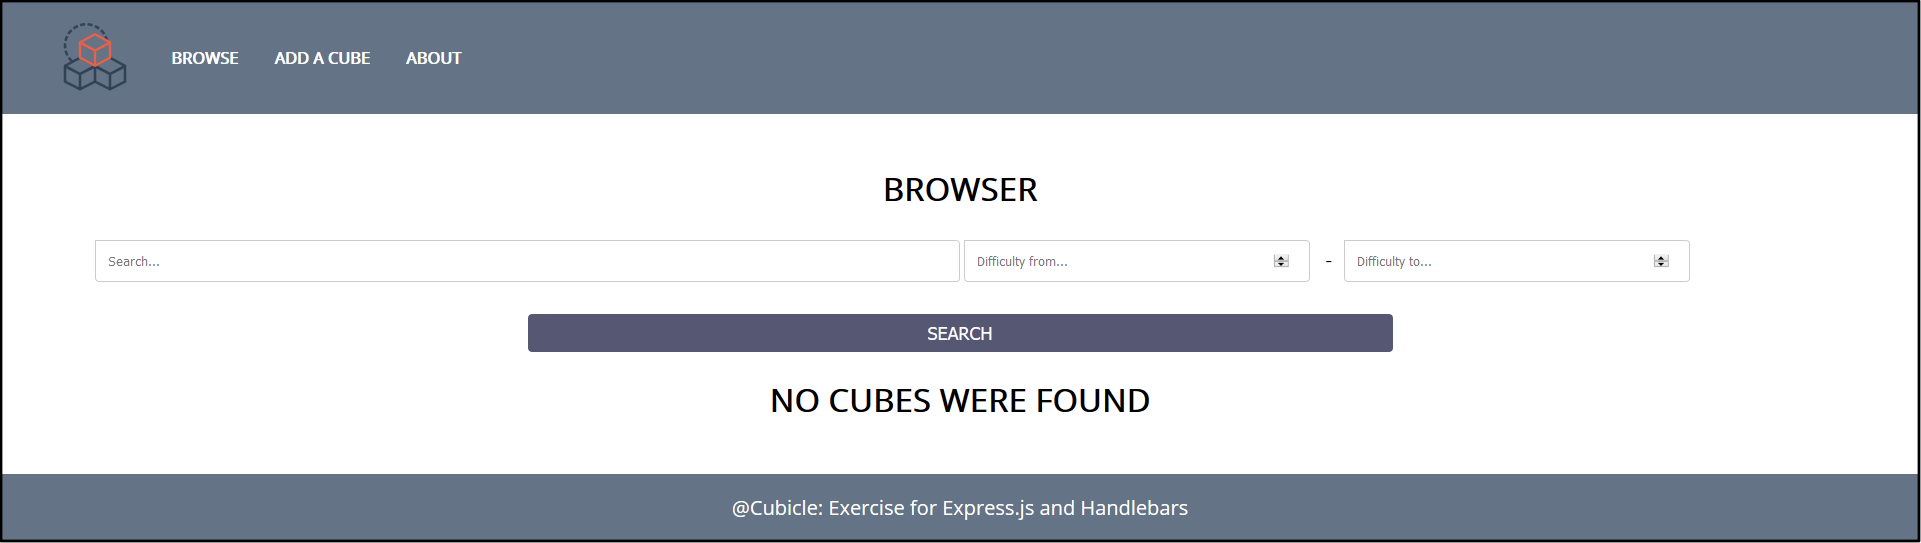 BROWSE ADD A CUBE ABOUT
BROWSER
Search... Difficulty from... - Difficulty to...
SEARCH
NO CUBES WERE FOUND
@Cubicle: Exercise for Express.js and Handlebars